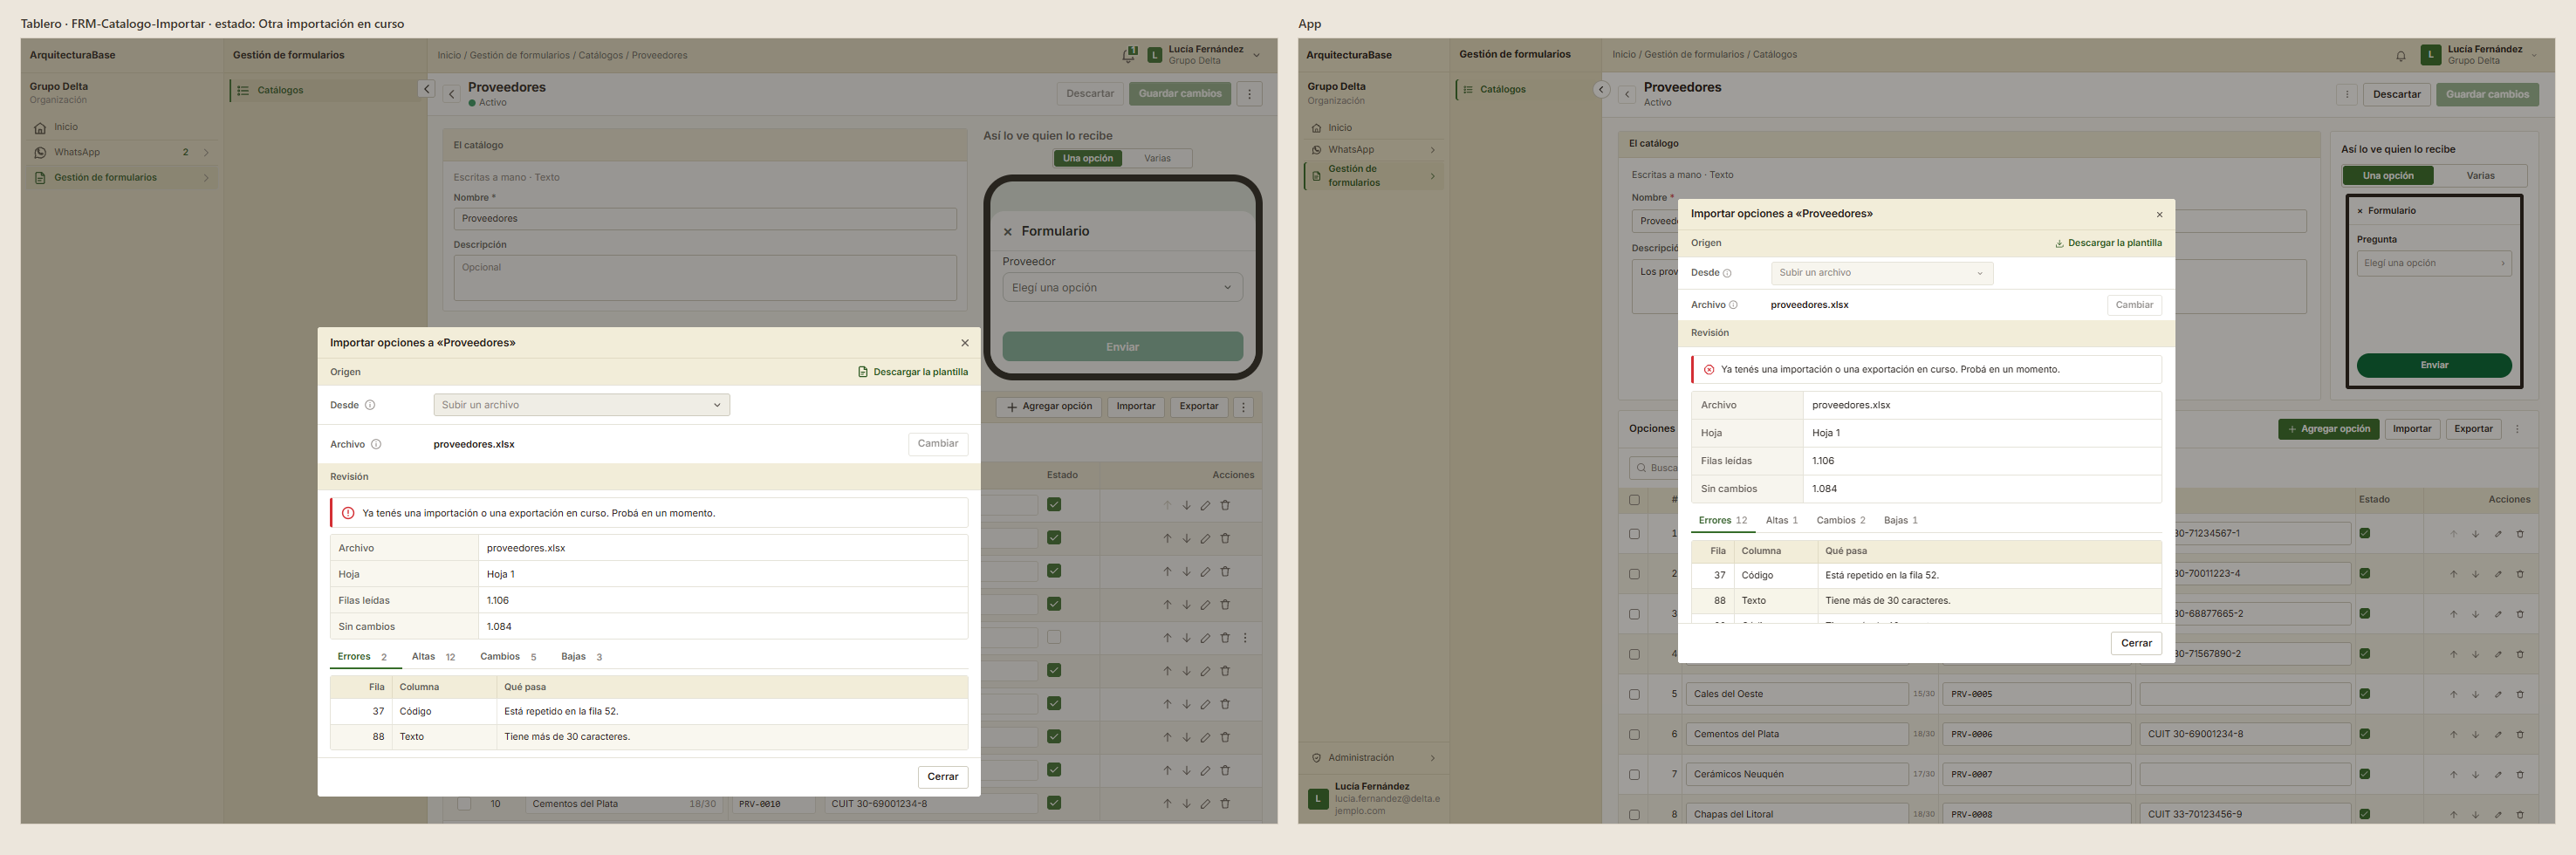 Tablero · FRM-Catalogo-Importar · estado: Otra importación en curso
ArquitecturaBase
Gestión de formularios
Inicio / Gestión de formularios / Catálogos / Proveedores
1
L
Lucía Fernández
Grupo Delta
Grupo Delta
Organización
Inicio
WhatsApp 2
Gestión de formularios
Catálogos
Proveedores
Activo
Descartar
Guardar cambios
El catálogo
Escritas a mano · Texto
Nombre *
Proveedores
Descripción
Opcional
Así lo ve quien lo recibe
Una opción
Varias
Formulario
Proveedor
Elegí una opción
Enviar
Agregar opción
Importar
Exportar
Estado
Acciones
10 Cementos del Plata 18/30 PRV-0010 CUIT 30-69001234-8
Importar opciones a «Proveedores»
Origen
Descargar la plantilla
Desde
Subir un archivo
Archivo
proveedores.xlsx
Cambiar
Revisión
Ya tenés una importación o una exportación en curso. Probá en un momento.
Archivo proveedores.xlsx
Hoja Hoja 1
Filas leídas 1.106
Sin cambios 1.084
Errores 2 Altas 12 Cambios 5 Bajas 3
Fila Columna Qué pasa
37 Código Está repetido en la fila 52.
88 Texto Tiene más de 30 caracteres.
Cerrar
App
ArquitecturaBase
Gestión de formularios
Inicio / Gestión de formularios / Catálogos
L
Lucía Fernández
Grupo Delta
Grupo Delta
Organización
Inicio
WhatsApp
Gestión de
formularios
Catálogos
Administración
L
Lucía Fernández
lucia.fernandez@delta.e
jemplo.com
Proveedores
Activo
Descartar
Guardar cambios
El catálogo
Escritas a mano · Texto
Nombre *
Proveed
Descripció
Los prov
Así lo ve quien lo recibe
Una opción
Varias
Formulario
Pregunta
Elegí una opción
Enviar
Opciones
Agregar opción
Importar
Exportar
Busca
#
Estado
Acciones
1 30-71234567-1
2 30-70011223-4
3 30-68877665-2
4 30-71567890-2
5 Cales del Oeste 15/30 PRV-0005
6 Cementos del Plata 18/30 PRV-0006 CUIT 30-69001234-8
7 Cerámicos Neuquén 17/30 PRV-0007
8 Chapas del Litoral 18/30 PRV-0008 CUIT 33-70123456-9
Importar opciones a «Proveedores»
Origen
Descargar la plantilla
Desde
Subir un archivo
Archivo
proveedores.xlsx
Cambiar
Revisión
Ya tenés una importación o una exportación en curso. Probá en un momento.
Archivo proveedores.xlsx
Hoja Hoja 1
Filas leídas 1.106
Sin cambios 1.084
Errores 12 Altas 1 Cambios 2 Bajas 1
Fila Columna Qué pasa
37 Código Está repetido en la fila 52.
88 Texto Tiene más de 30 caracteres.
Cerrar